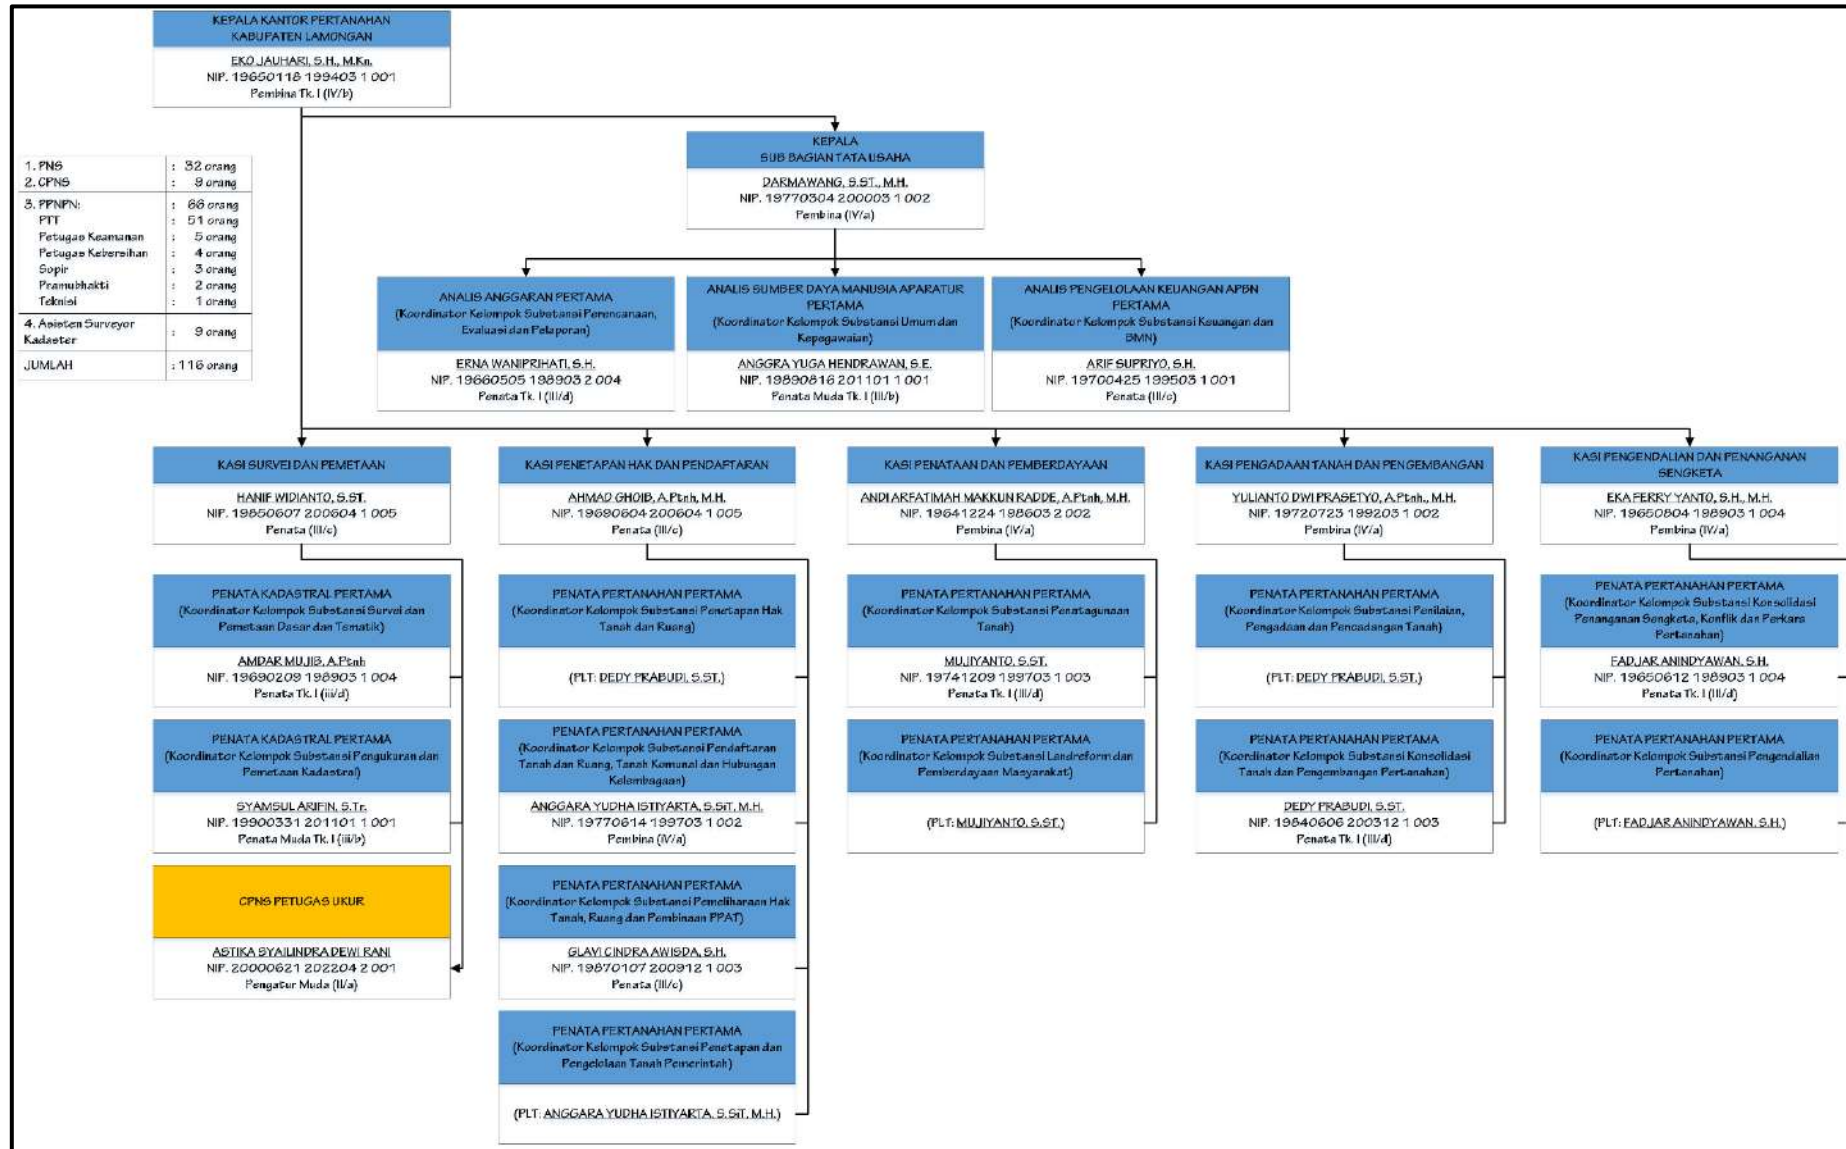 KEPALA KANTOR PERTANAHAN
KABUPATEN LAMONGAN
EKO JAUHARI, S.H., M.Kn.
NIP. 19650118 199403 1 001
Pembina Tk. I (IV/b)
KEPALA
SUB BAGIAN TATA USAHA
DARMAWANG, S.ST., M.H.
NIP. 19770304 200003 1 002
Pembina (IV/a)
1. PNS : 32 orang
2. CPNS : 9 orang
3. PPNPN: : 66 orang
PTT : 51 orang
Petugas Keamanan : 5 orang
Petugas Kebersihan : 4 orang
Sopir : 3 orang
Pramubhakti : 2 orang
Teknisi : 1 orang
4. Asisten Surveyor
Kadaster : 9 orang
JUMLAH : 116 orang
ANALIS ANGGARAN PERTAMA
(Koordinator Kelompok Substansi Perencanaan,
Evaluasi dan Pelaporan)
ERNA WANIPRIHATI, S.H.
NIP. 19660505 198903 2 004
Penata Tk. I (III/d)
ANALIS SUMBER DAYA MANUSIA APARATUR
PERTAMA
(Koordinator Kelompok Substansi Umum dan
Kepegawaian)
ANGGRA YUGA HENDRAWAN, S.E.
NIP. 19890816 201101 1 001
Penata Muda Tk. I (III/b)
ANALIS PENGELOLAAN KEUANGAN APBN
PERTAMA
(Koordinator Kelompok Substansi Keuangan dan
BMN)
ARIF SUPRIYO, S.H.
NIP. 19700425 199503 1 001
Penata (III/c)
KASI SURVEI DAN PEMETAAN
HANIF WIDIANTO, S.ST.
NIP. 19850607 200604 1 005
Penata (III/c)
PENATA KADASTRAL PERTAMA
(Koordinator Kelompok Substansi Survei dan
Pemetaan Dasar dan Tematik)
AMDAR MUJIB, A.Ptnh
NIP. 19690209 198903 1 004
Penata Tk. I (iii/d)
PENATA KADASTRAL PERTAMA
(Koordinator Kelompok Substansi Pengukuran dan
Pemetaan Kadastral)
SYAMSUL ARIFIN, S.Tr.
NIP. 19900331 201101 1 001
Penata Muda Tk. I (iii/b)
CPNS PETUGAS UKUR
ASTIKA SYAILINDRA DEWI RANI
NIP. 20000621 202204 2 001
Pengatur Muda (II/a)
KASI PENETAPAN HAK DAN PENDAFTARAN
AHMAD GHOIB, A.Ptnh, M.H.
NIP. 19690604 200604 1 005
Penata (III/c)
PENATA PERTANAHAN PERTAMA
(Koordinator Kelompok Substansi Penetapan Hak
Tanah dan Ruang)
(PLT: DEDY PRABUDI, S.ST.)
PENATA PERTANAHAN PERTAMA
(Koordinator Kelompok Substansi Pendaftaran
Tanah dan Ruang, Tanah Komunal dan Hubungan
Kelembagaan)
ANGGARA YUDHA ISTIYARTA, S.SiT, M.H.
NIP. 19770614 199703 1 002
Pembina (IV/a)
PENATA PERTANAHAN PERTAMA
(Koordinator Kelompok Substansi Pemeliharaan Hak
Tanah, Ruang dan Pembinaan PPAT)
GLAVI CINDRA AWISDA, S.H.
NIP. 19870107 200912 1 003
Penata (III/c)
PENATA PERTANAHAN PERTAMA
(Koordinator Kelompok Substansi Penetapan dan
Pengelolaan Tanah Pemerintah)
(PLT: ANGGARA YUDHA ISTIYARTA, S.SiT, M.H.)
KASI PENATAAN DAN PEMBERDAYAAN
ANDI ARFATIMAH MAKKUN RADDE, A.Ptnh, M.H.
NIP. 19641224 198603 2 002
Pembina (IV/a)
PENATA PERTANAHAN PERTAMA
(Koordinator Kelompok Substansi Penatagunaan
Tanah)
MUJIYANTO, S.ST.
NIP. 19741209 199703 1 003
Penata Tk. I (III/d)
PENATA PERTANAHAN PERTAMA
(Koordinator Kelompok Substansi Landreform dan
Pemberdayaan Masyarakat)
(PLT: MUJIYANTO, S.ST.)
KASI PENGADAAN TANAH DAN PENGEMBANGAN
YULIANTO DWI PRASETYO, A.Ptnh., M.H.
NIP. 19720723 199203 1 002
Pembina (IV/a)
PENATA PERTANAHAN PERTAMA
(Koordinator Kelompok Substansi Penilaian,
Pengadaan dan Pencadangan Tanah)
(PLT: DEDY PRABUDI, S.ST.)
PENATA PERTANAHAN PERTAMA
(Koordinator Kelompok Substansi Konsolidasi
Tanah dan Pengembangan Pertanahan)
DEDY PRABUDI, S.ST.
NIP. 19840606 200312 1 003
Penata Tk. I (III/d)
KASI PENGENDALIAN DAN PENANGANAN
SENGKETA
EKA FERRY YANTO, S.H., M.H.
NIP. 19650804 198903 1 004
Pembina (IV/a)
PENATA PERTANAHAN PERTAMA
(Koordinator Kelompok Substansi Konsolidasi
Penanganan Sengketa, Konflik dan Perkara
Pertanahan)
FADJAR ANINDYAWAN, S.H.
NIP. 19650612 198903 1 004
Penata Tk. I (III/d)
PENATA PERTANAHAN PERTAMA
(Koordinator Kelompok Substansi Pengendalian
Pertanahan)
(PLT: FADJAR ANINDYAWAN, S.H.)